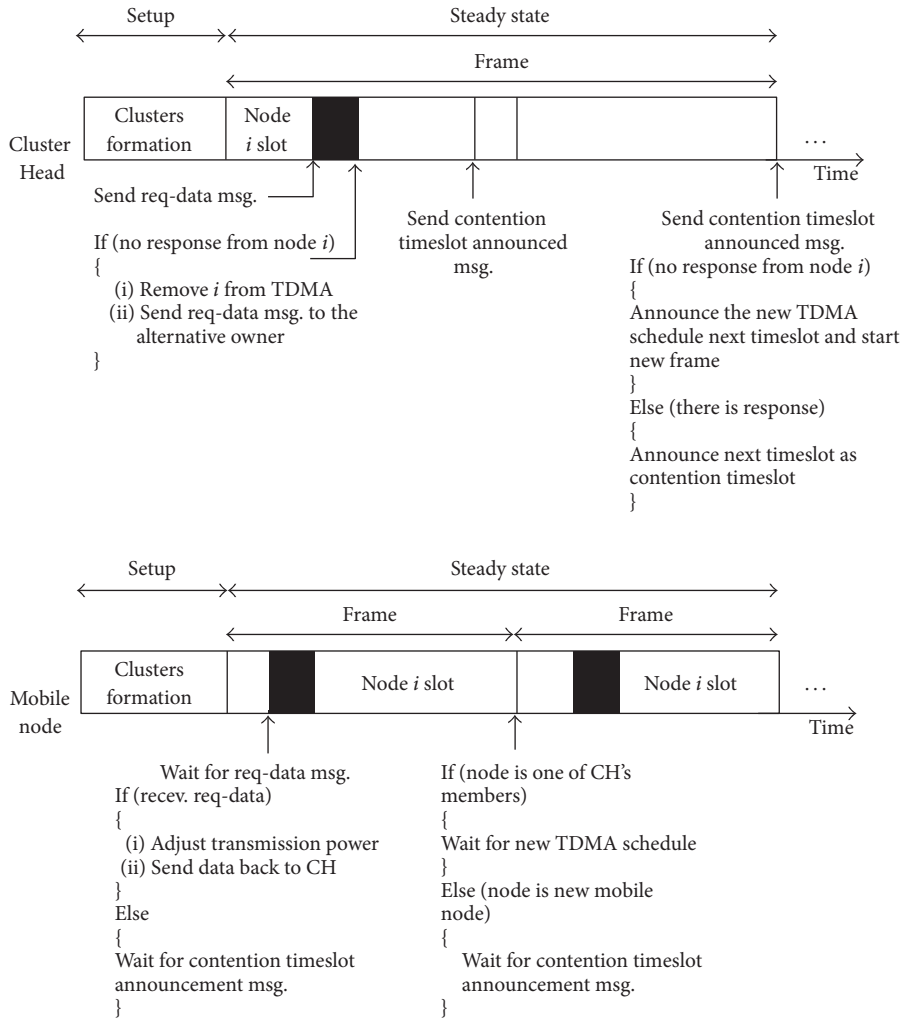 Setup
Steady state
Frame
Cluster
Head
Clusters
formation
Node
i slot
...
Time
Send req-data msg.
If (no response from node i)
{
(i) Remove i from TDMA
(ii) Send req-data msg. to the
alternative owner
}
Send contention
timeslot announced
msg.
Send contention timeslot
announced msg.
If (no response from node i)
{
Announce the new TDMA
schedule next timeslot and start
new frame
}
Else (there is response)
{
Announce next timeslot as
contention timeslot
}
Setup
Steady state
Frame
Frame
Mobile
node
Clusters
formation
Node i slot
Node i slot
...
Time
Wait for req-data msg.
If (recev. req-data)
{
(i) Adjust transmission power
(ii) Send data back to CH
}
Else
{
Wait for contention timeslot
announcement msg.
}
If (node is one of CH's
members)
{
Wait for new TDMA schedule
}
Else (node is new mobile
node)
{
Wait for contention timeslot
announcement msg.
}